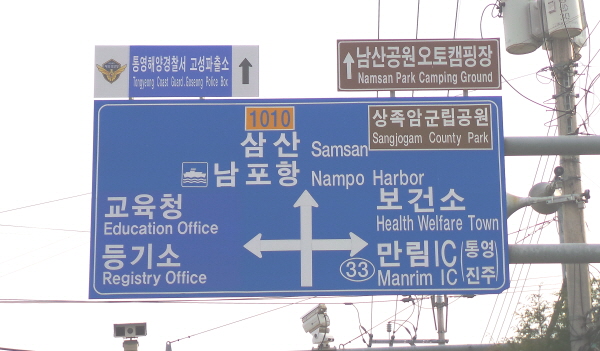 통영해양경찰서 고성파출소
Tongyeong Coast Guard. Goseong Police Box
남산공원오토캠핑장
Namsan Park Camping Ground
1010
상족암군립공원
Sangjogam County Park
삼산 Samsan
남포항 Nampo Harbor
교육청
Education Office
등기소
Registry Office
보건소
Health Welfare Town
만림IC 통영
Manrim IC 진주
33